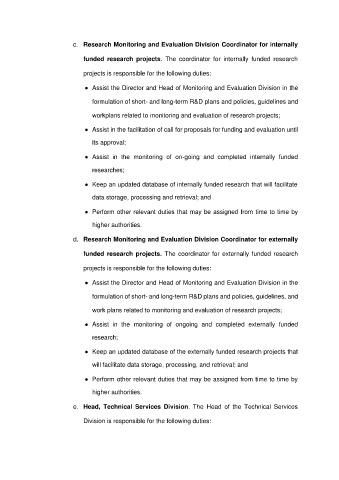 c. Research Monitoring and Evaluation Division Coordinator for internally
funded research projects. The coordinator for internally funded research
projects is responsible for the following duties:
● Assist the Director and Head of Monitoring and Evaluation Division in the
formulation of short- and long-term R&D plans and policies, guidelines and
workplans related to monitoring and evaluation of research projects;
● Assist in the facilitation of call for proposals for funding and evaluation until
its approval;
● Assist in the monitoring of on-going and completed internally funded
researches;
● Keep an updated database of internally funded research that will facilitate
data storage, processing and retrieval; and
● Perform other relevant duties that may be assigned from time to time by
higher authorities.
d. Research Monitoring and Evaluation Division Coordinator for externally
funded research projects. The coordinator for externally funded research
projects is responsible for the following duties:
● Assist the Director and Head of Monitoring and Evaluation Division in the
formulation of short- and long-term R&D plans and policies, guidelines, and
work plans related to monitoring and evaluation of research projects;
● Assist in the monitoring of ongoing and completed externally funded
research;
● Keep an updated database of the externally funded research projects that
will facilitate data storage, processing, and retrieval; and
● Perform other relevant duties that may be assigned from time to time by
higher authorities.
e. Head, Technical Services Division. The Head of the Technical Services
Division is responsible for the following duties: